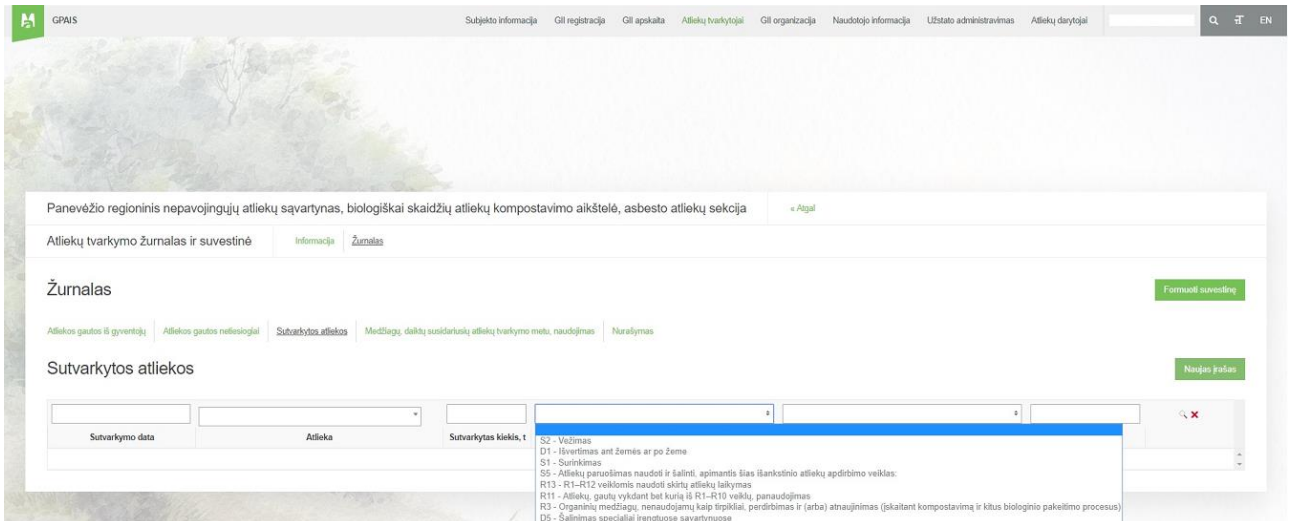 GPAIS Subjekto informacija GII registracija GII apskaita Atliekų tvarkytojai GII organizacija Naudotojo informacija Užstato administravimas Atliekų darytojai EN
Panevėžio regioninis nepavojingųjų atliekų sąvartynas, biologiškai skaidžių atliekų kompostavimo aikštelė, asbesto atliekų sekcija « Atgal
Atliekų tvarkymo žurnalas ir suvestinė Informacija Žurnalas
Žurnalas Formuoti suvestinę
Atliekos gautos iš gyventojų Atliekos gautos netiesiogiai Sutvarkytos atliekos Medžiagų, daiktų susidariusių atliekų tvarkymo metu, naudojimas Nurašymas
Sutvarkytos atliekos Naujas įrašas
Sutvarkymo data Atlieka Sutvarkytas kiekis, t
S2 - Vežimas
D1 - Išvertimas ant žemės ar po žeme
S1 - Surinkimas
S5 - Atliekų paruošimas naudoti ir šalinti, apimantis šias išankstinio atliekų apdirbimo veiklas:
R13 - R1–R12 veiklomis naudoti skirtų atliekų laikymas
R11 - Atliekų, gautų vykdant bet kurią iš R1–R10 veiklų, panaudojimas
R3 - Organinių medžiagų, nenaudojamų kaip tirpikliai, perdirbimas ir (arba) atnaujinimas (įskaitant kompostavimą ir kitus biologinio pakeitimo procesus)
D5 - Šalinimas specialiai įrengtuose sąvartynuose